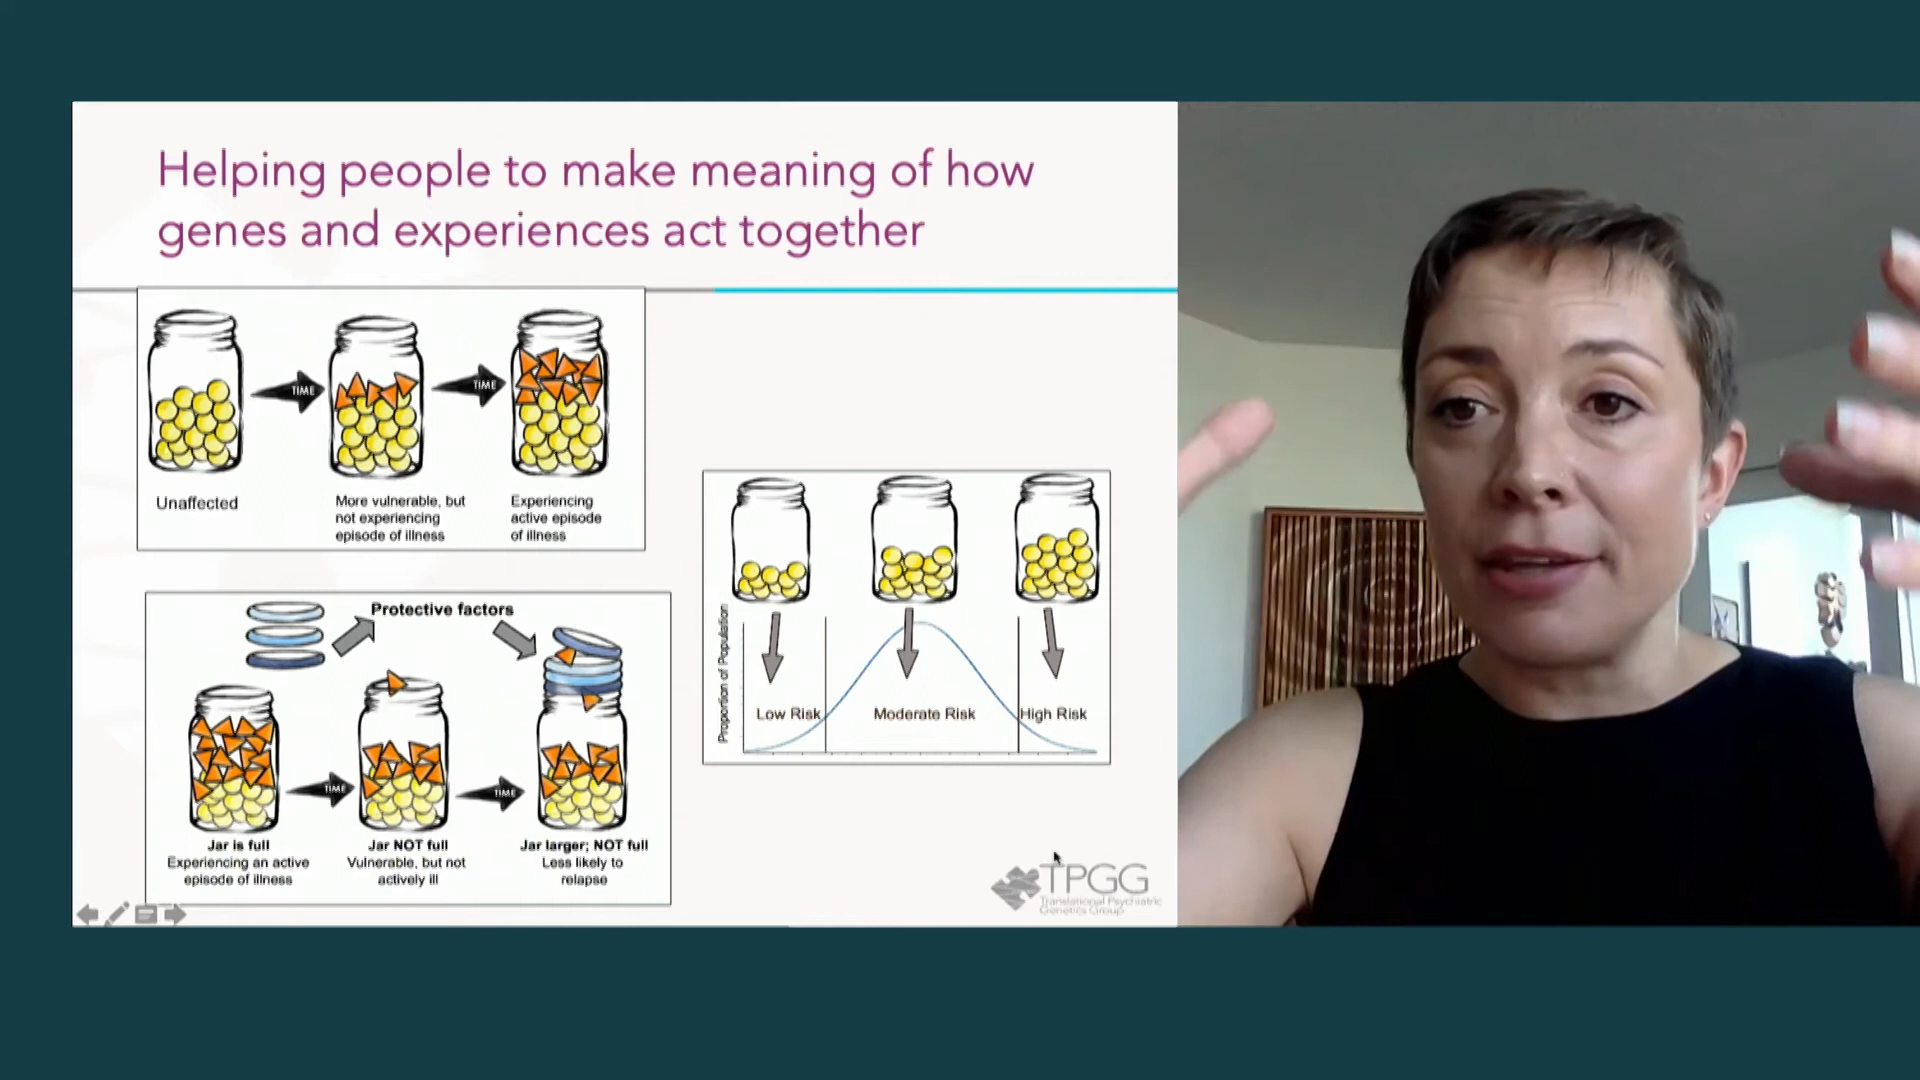 Helping people to make meaning of how
genes and experiences act together
TIME
TIME
Unaffected
More vulnerable, but
not experiencing
episode of illness
Experiencing
active episode
of illness
Protective factors
TIME
TIME
Jar is full
Experiencing an active
episode of illness
Jar NOT full
Vulnerable, but not
actively ill
Jar larger; NOT full
Less likely to
relapse
Proportion of Population
Low Risk
Moderate Risk
High Risk
TPGG
Translational Psychiatric
Genetics Group